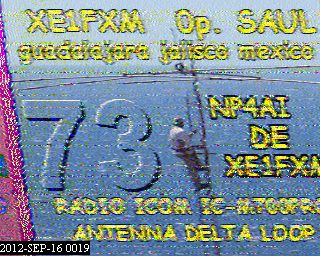 XE1FXM Op. SAUL
guadalajara jalisco mexico
73
NP4AI
DE
XE1FXM
RADIO ICOM IC-M700PRO
ANTENNA DELTA LOOP
2012-SEP-16 0019